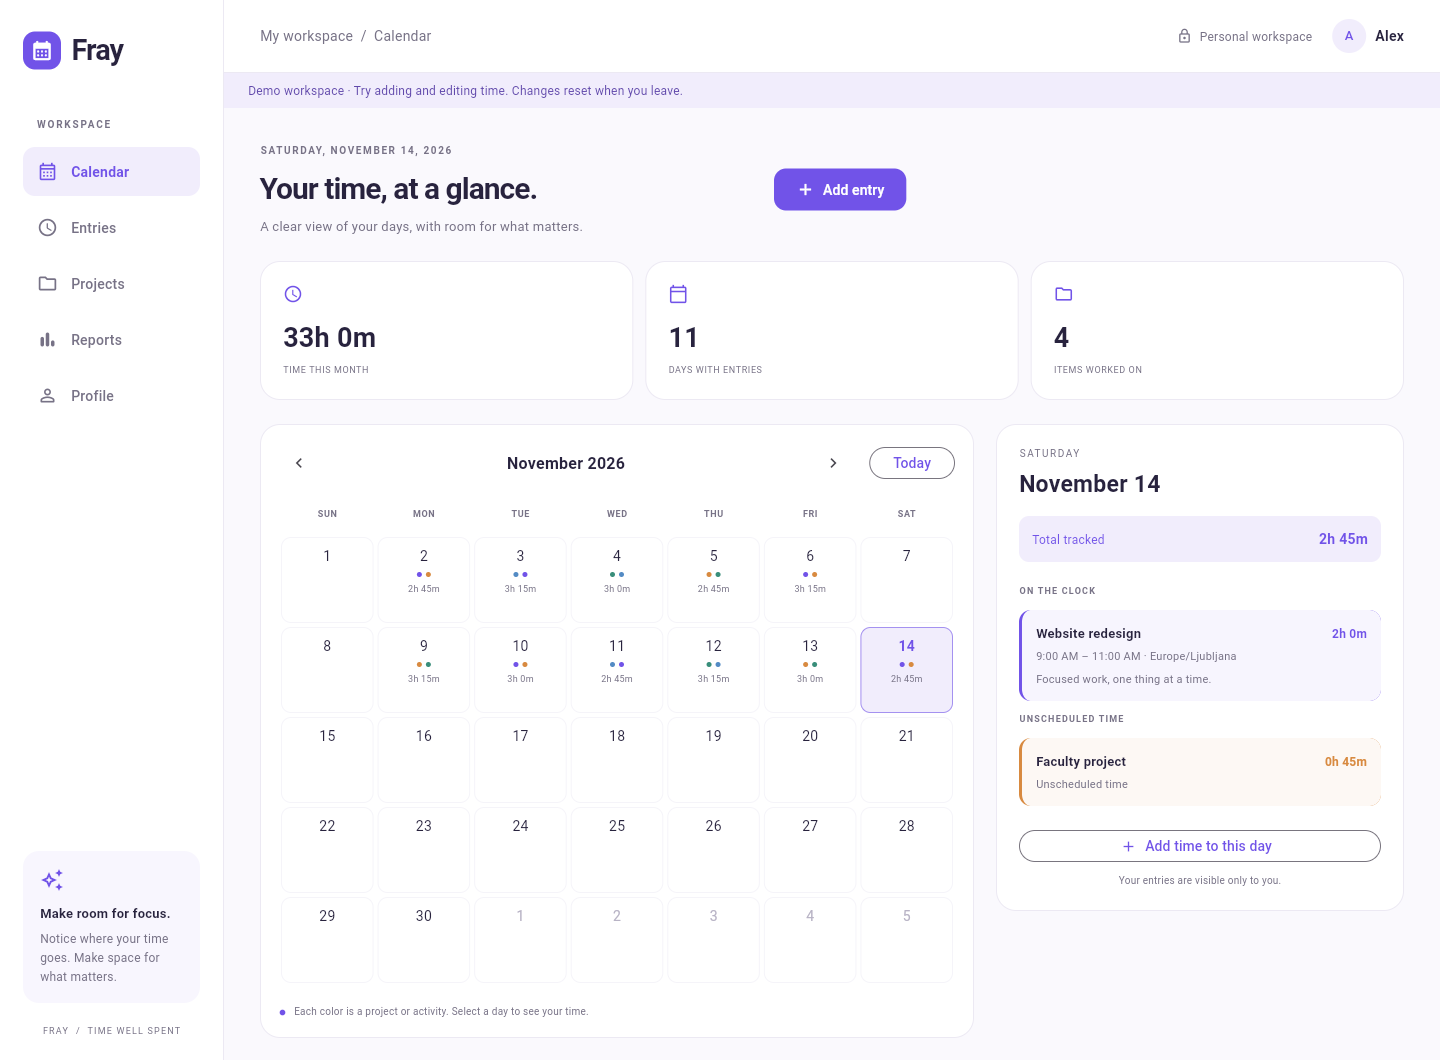 Fray
WORKSPACE
Calendar
Entries
Projects
Reports
Profile
Make room for focus.
Notice where your time
goes. Make space for
what matters.
FRAY / TIME WELL SPENT
My workspace / Calendar
Personal workspace
A
Alex
Demo workspace · Try adding and editing time. Changes reset when you leave.
SATURDAY, NOVEMBER 14, 2026
Your time, at a glance.
A clear view of your days, with room for what matters.
+ Add entry
33h 0m
TIME THIS MONTH
11
DAYS WITH ENTRIES
4
ITEMS WORKED ON
November 2026
Today
SUN MON TUE WED THU FRI SAT
1 2 3 4 5 6 7
2h 45m 3h 15m 3h 0m 2h 45m 3h 15m
8 9 10 11 12 13 14
3h 15m 3h 0m 2h 45m 3h 15m 3h 0m 2h 45m
15 16 17 18 19 20 21
22 23 24 25 26 27 28
29 30 1 2 3 4 5
Each color is a project or activity. Select a day to see your time.
SATURDAY
November 14
Total tracked 2h 45m
ON THE CLOCK
Website redesign 2h 0m
9:00 AM – 11:00 AM · Europe/Ljubljana
Focused work, one thing at a time.
UNSCHEDULED TIME
Faculty project 0h 45m
Unscheduled time
+ Add time to this day
Your entries are visible only to you.